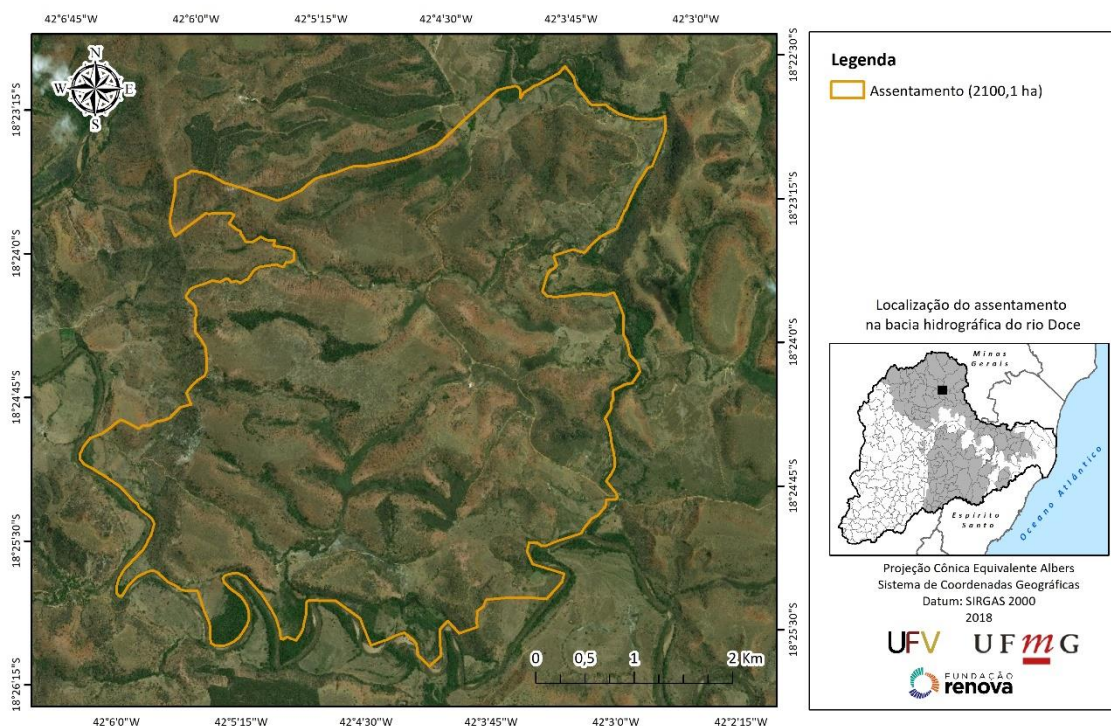 42°6'45"W 42°6'0"W 42°5'15"W 42°4'30"W 42°3'45"W 42°3'0"W
N
W E
S
18°23'15"S
18°24'0"S
18°24'45"S
18°25'30"S
18°26'15"S
18°22'30"S
18°23'15"S
18°24'0"S
18°24'45"S
18°25'30"S
0 0,5 1 2 Km
42°6'0"W 42°5'15"W 42°4'30"W 42°3'45"W 42°3'0"W 42°2'15"W
Legenda
Assentamento (2100,1 ha)
Localização do assentamento
na bacia hidrográfica do rio Doce
Minas
Gerais
Espírito
Santo
Oceano Atlântico
Projeção Cônica Equivalente Albers
Sistema de Coordenadas Geográficas
Datum: SIRGAS 2000
2018
UFV UFmG
FUNDAÇÃO
renova